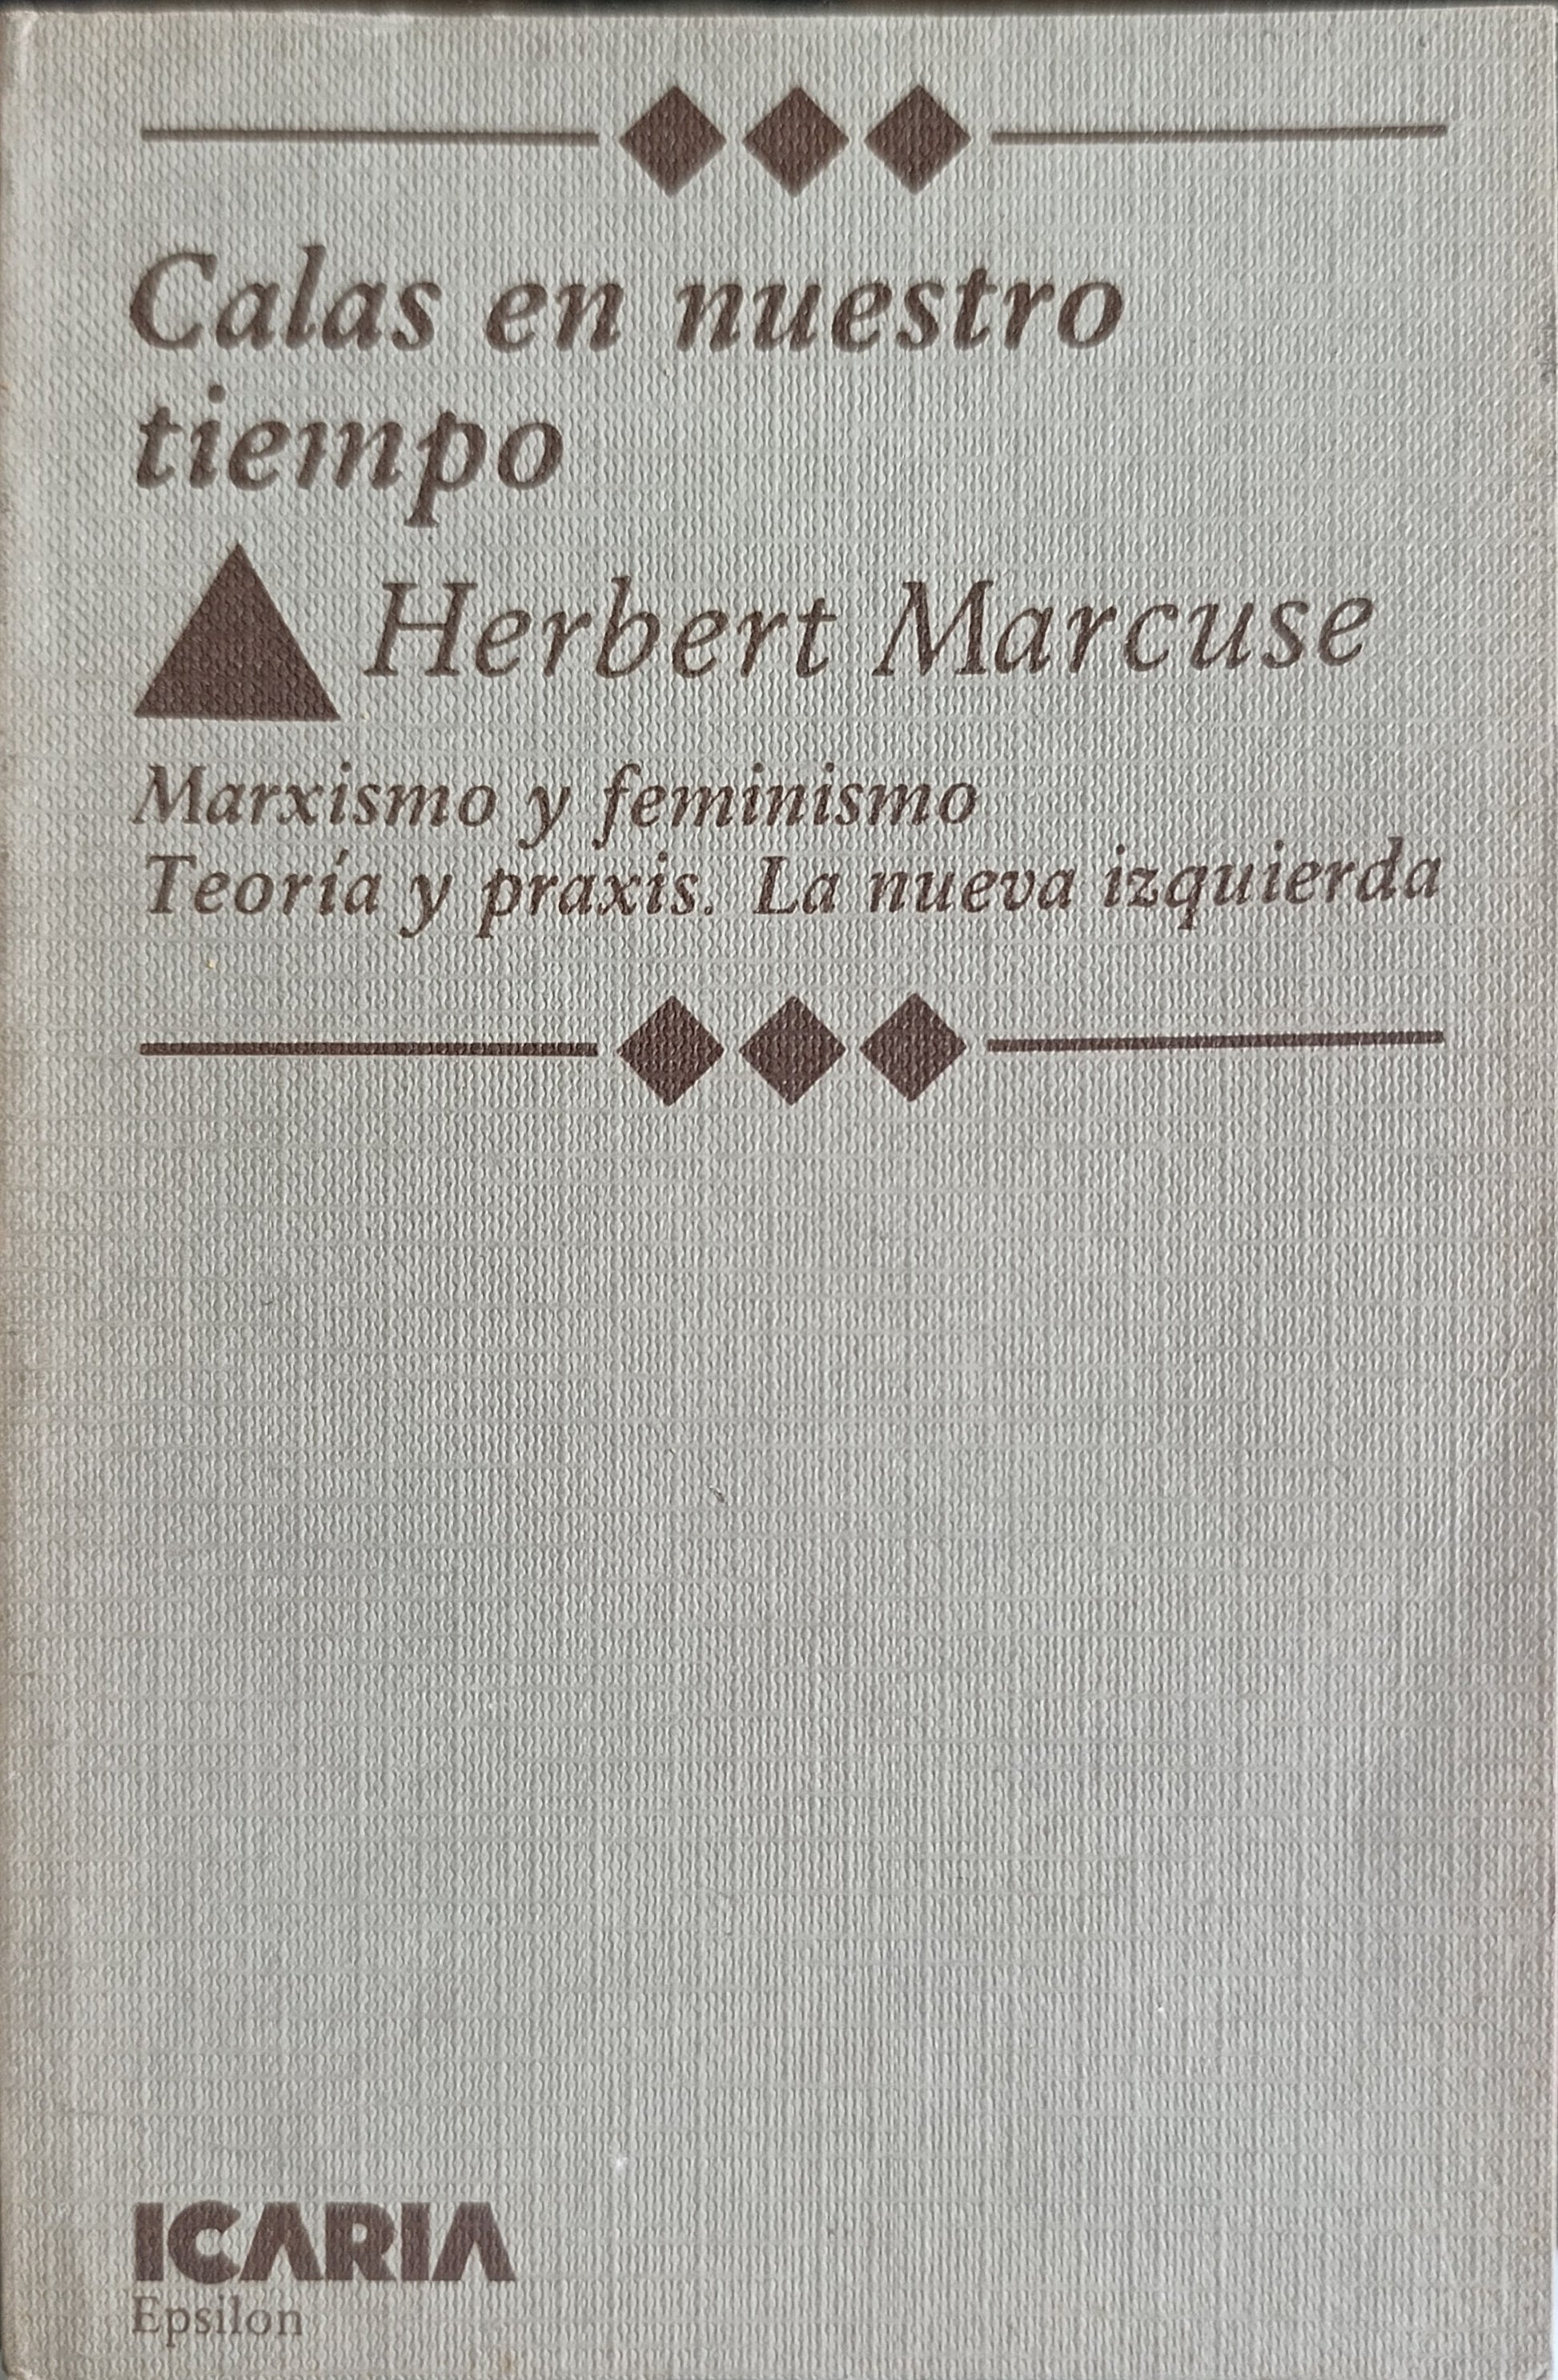 Calas en nuestro
tiempo
Herbert Marcuse
Marxismo y feminismo
Teoría y praxis. La nueva izquierda
ICARIA
Epsilon